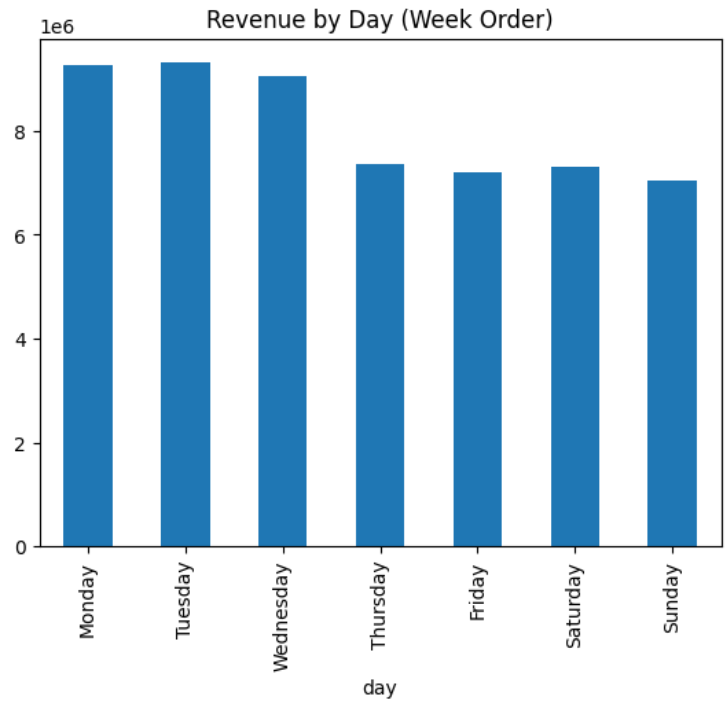 Revenue by Day (Week Order)
1e6
8
6
4
2
0
Monday
Tuesday
Wednesday
Thursday
Friday
Saturday
Sunday
day